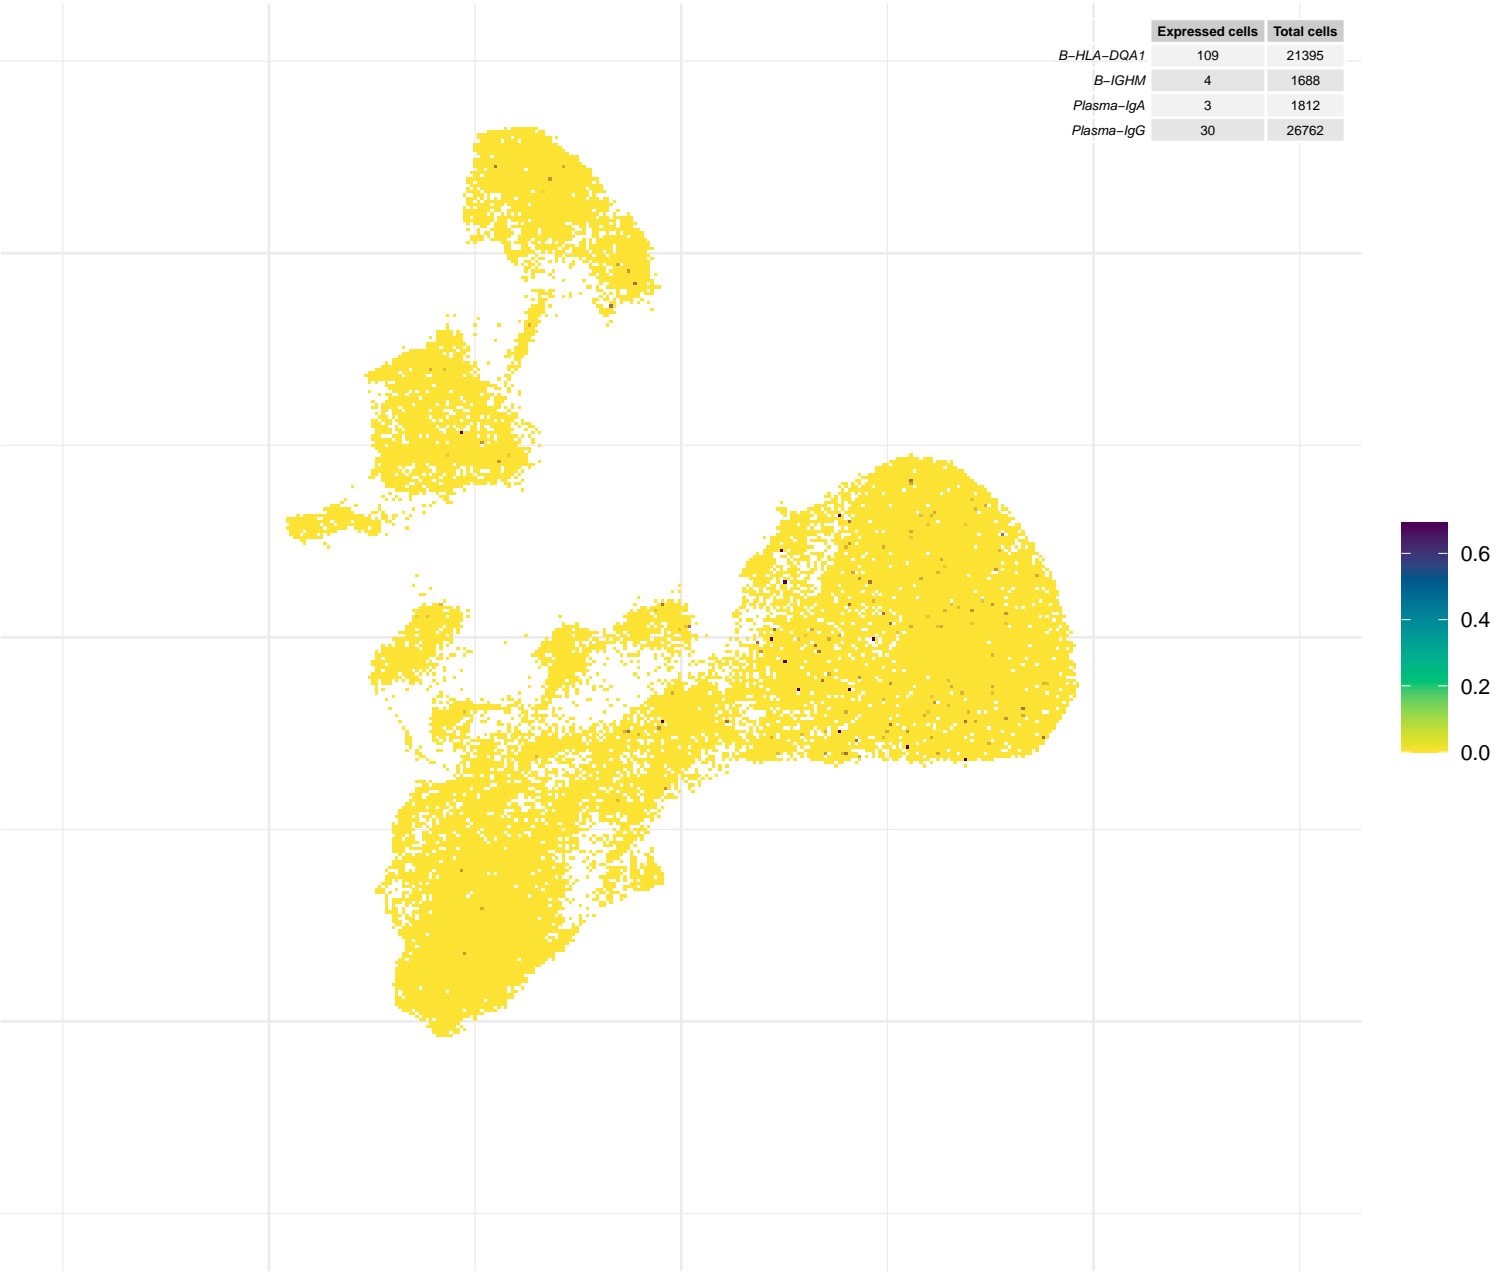 Expressed cells Total cells
B−HLA−DQA1 109 21395
B−IGHM 4 1688
Plasma−IgA 3 1812
Plasma−IgG 30 26762
0.6
0.4
0.2
0.0